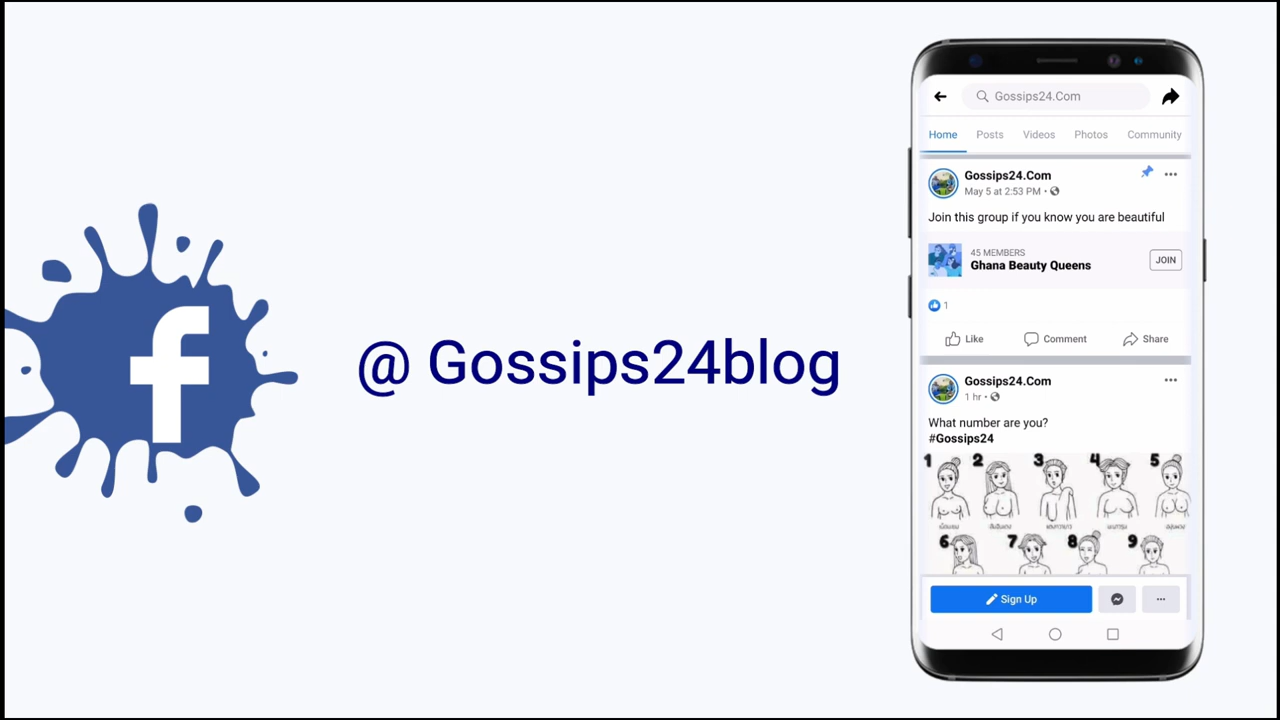 @ Gossips24blog
Gossips24.Com
Home Posts Videos Photos Community
Gossips24.Com
May 5 at 2:53 PM •
Join this group if you know you are beautiful
45 MEMBERS
Ghana Beauty Queens
JOIN
1
Like Comment Share
Gossips24.Com
1 hr •
What number are you?
#Gossips24
1 2 3 4 5
6 7 8 9
Sign Up